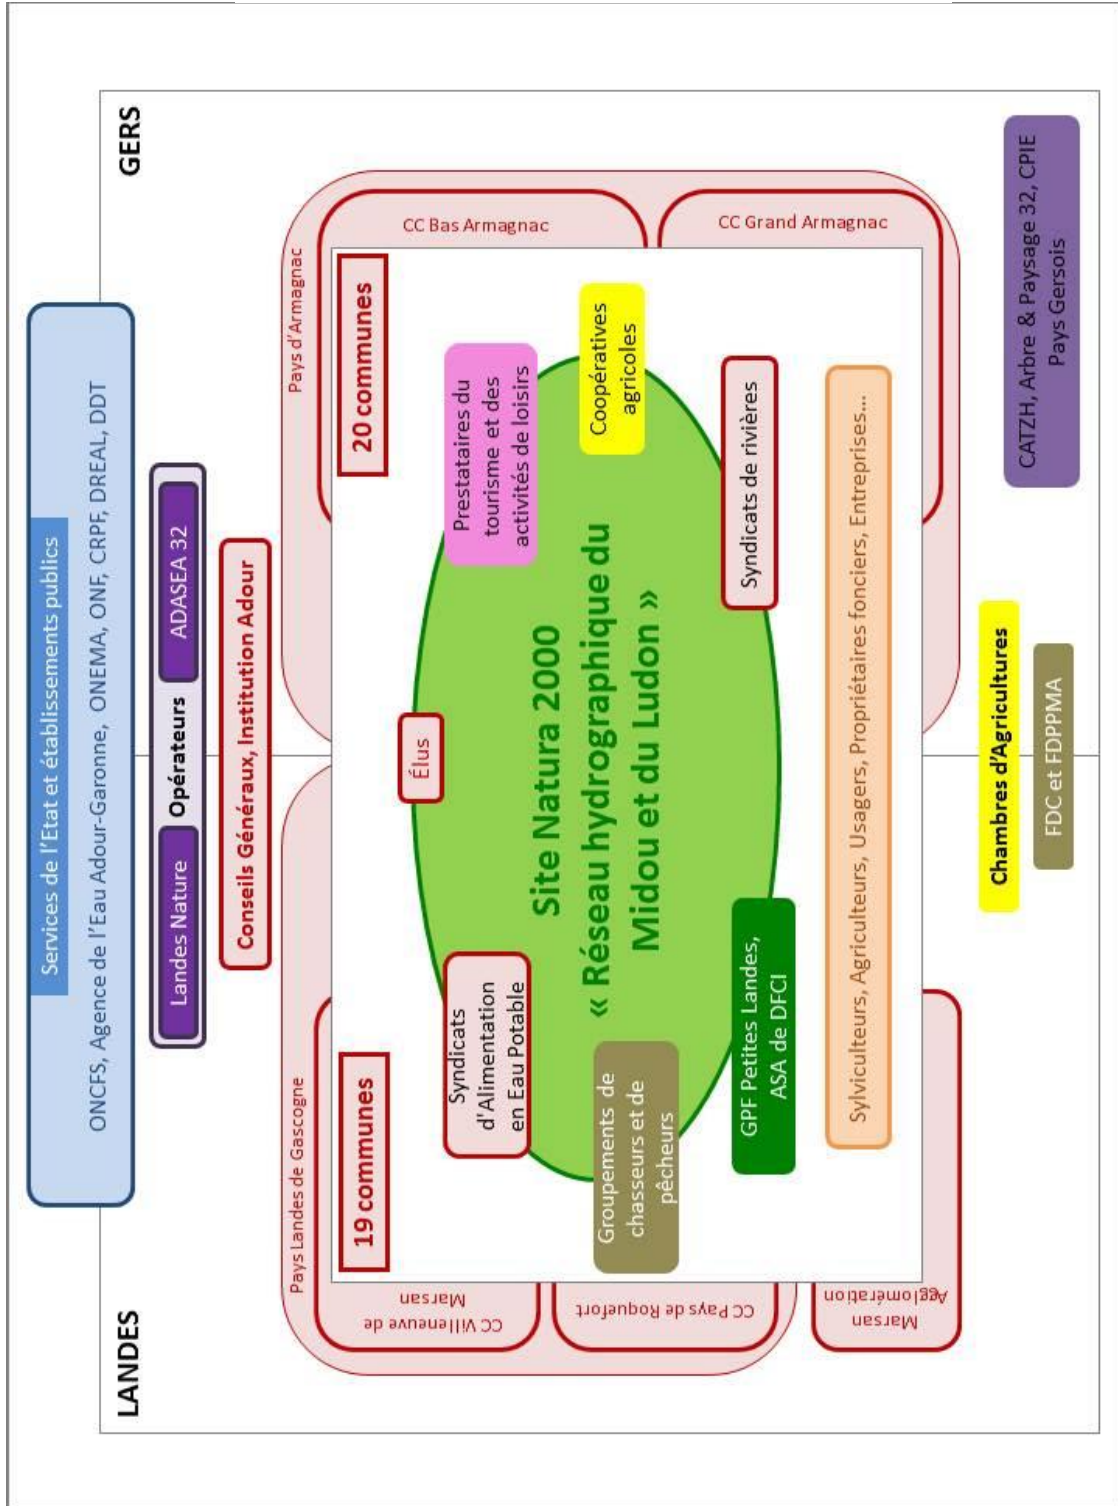 Services de l'Etat et établissements publics
ONCFS, Agence de l'Eau Adour-Garonne, ONEMA, ONF, CRPF, DREAL, DDT
LANDES
GERS
Landes Nature
Opérateurs
ADASEA 32
Conseils Généraux, Institution Adour
Pays Landes de Gascogne
Pays d'Armagnac
CC Villeneuve de
Marsan
CC Pays de Roquefort
Marsan
Agglomération
CC Bas Armagnac
CC Grand Armagnac
19 communes
20 communes
Élus
Syndicats
d'Alimentation
en Eau Potable
Prestataires du
tourisme et des
activités de loisirs
Site Natura 2000
« Réseau hydrographique du
Midou et du Ludon »
Groupements de
chasseurs et de
pêcheurs
Coopératives
agricoles
GPF Petites Landes,
ASA de DFCI
Syndicats de rivières
Sylviculteurs, Agriculteurs, Usagers, Propriétaires fonciers, Entreprises...
Chambres d'Agricultures
FDC et FDPPMA
CATZH, Arbre & Paysage 32, CPIE
Pays Gersois